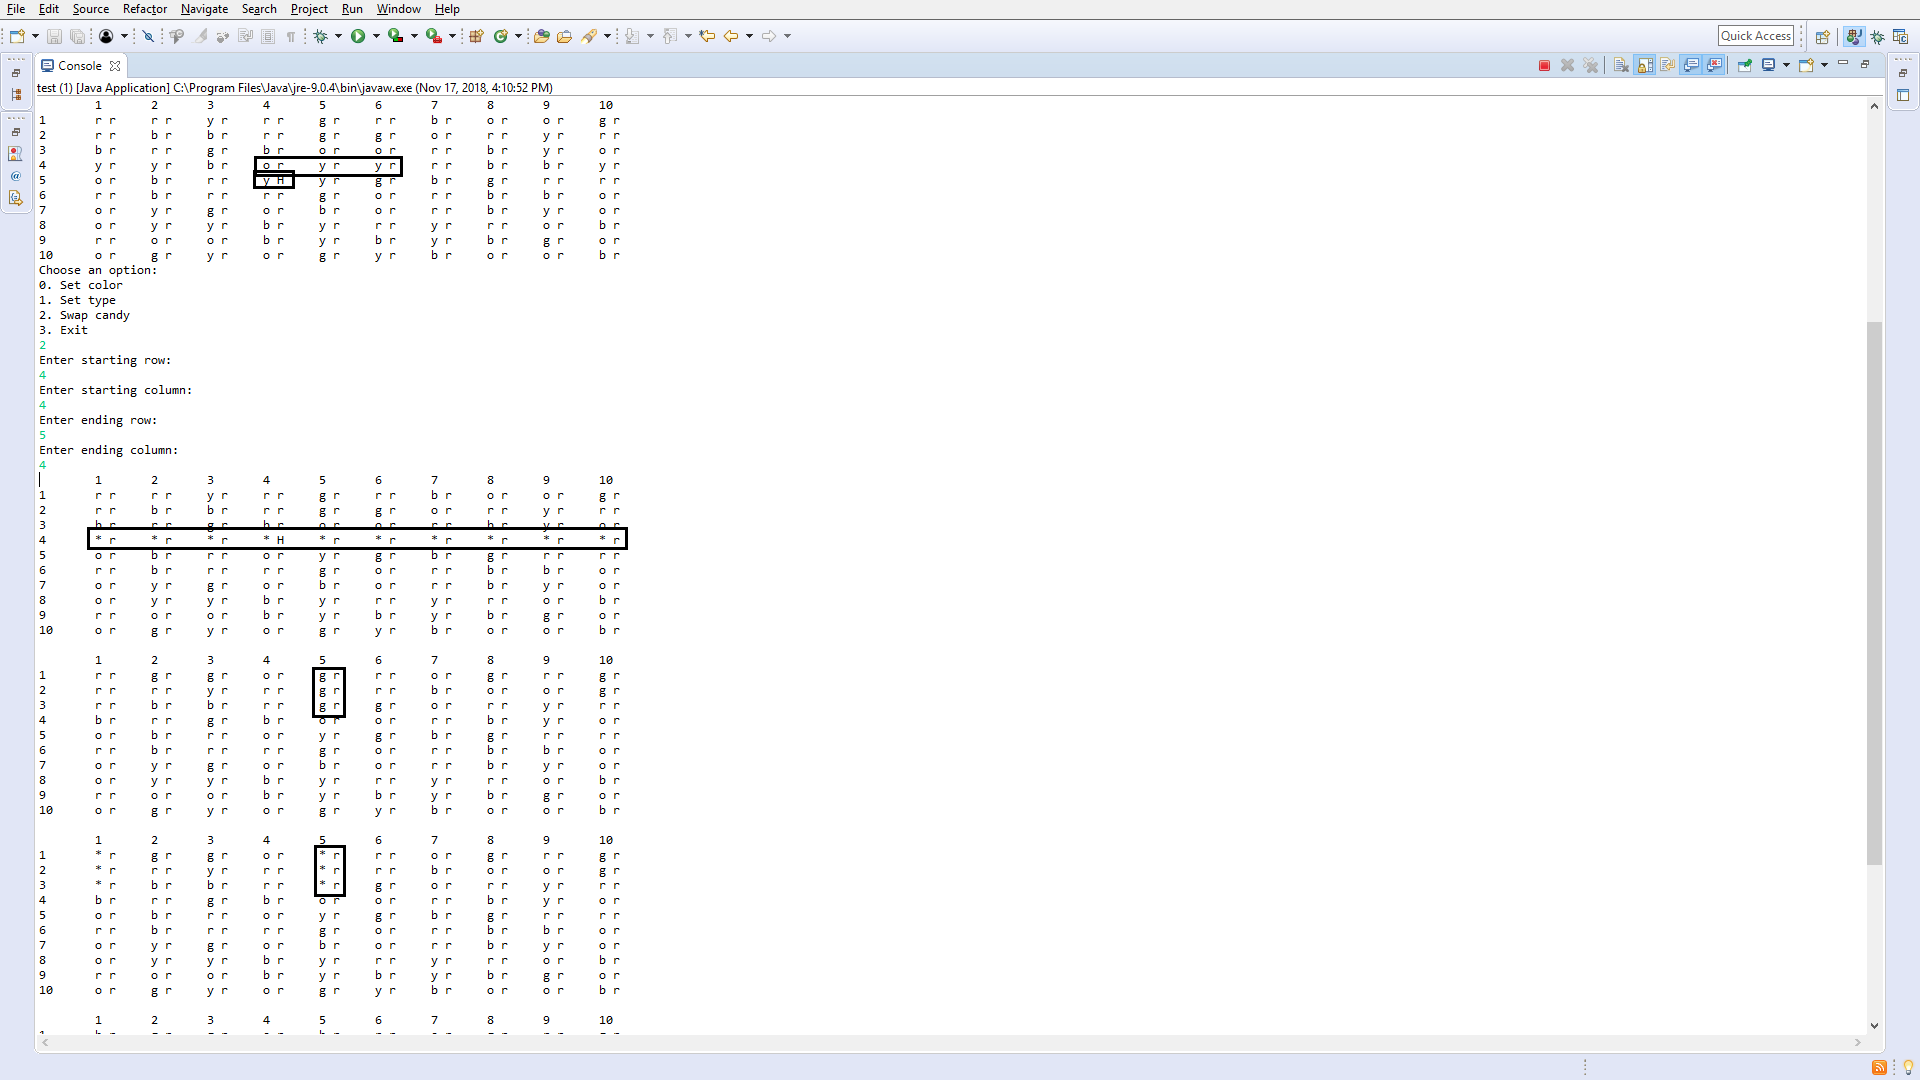 File Edit Source Refactor Navigate Search Project Run Window Help
Quick Access
Console
test (1) [Java Application] C:\Program Files\Java\jre-9.0.4\bin\javaw.exe (Nov 17, 2018, 4:10:52 PM)
1 2 3 4 5 6 7 8 9 10
1 r r r r y r r r g r r r b r o r o r g r
2 r r b r b r r r g r g r o r r r y r r r
3 b r r r g r b r o r o r r r b r y r o r
4 y r y r b r o r y r y r r r b r b r y r
5 o r b r r r y H y r g r b r g r r r r r
6 r r b r r r r r g r o r r r b r b r o r
7 o r y r g r o r b r o r r r b r y r o r
8 o r y r y r b r y r r r y r r r o r b r
9 r r o r o r b r y r b r y r b r g r o r
10 o r g r y r o r g r y r b r o r o r b r
Choose an option:
0. Set color
1. Set type
2. Swap candy
3. Exit
2
Enter starting row:
4
Enter starting column:
4
Enter ending row:
5
Enter ending column:
4
1 2 3 4 5 6 7 8 9 10
1 r r r r y r r r g r r r b r o r o r g r
2 r r b r b r r r g r g r o r r r y r r r
3 b r r r g r b r o r o r r r b r y r o r
4 * r * r * r * H * r * r * r * r * r * r
5 o r b r r r o r y r g r b r g r r r r r
6 r r b r r r r r g r o r r r b r b r o r
7 o r y r g r o r b r o r r r b r y r o r
8 o r y r y r b r y r r r y r r r o r b r
9 r r o r o r b r y r b r y r b r g r o r
10 o r g r y r o r g r y r b r o r o r b r
1 2 3 4 5 6 7 8 9 10
1 r r g r g r o r g r r r o r g r r r g r
2 r r r r y r r r g r r r b r o r o r g r
3 r r b r b r r r g r g r o r r r y r r r
4 b r r r g r b r o r o r r r b r y r o r
5 o r b r r r o r y r g r b r g r r r r r
6 r r b r r r r r g r o r r r b r b r o r
7 o r y r g r o r b r o r r r b r y r o r
8 o r y r y r b r y r r r y r r r o r b r
9 r r o r o r b r y r b r y r b r g r o r
10 o r g r y r o r g r y r b r o r o r b r
1 2 3 4 5 6 7 8 9 10
1 * r g r g r o r * r r r o r g r r r g r
2 * r r r y r r r * r r r b r o r o r g r
3 * r b r b r r r * r g r o r r r y r r r
4 b r r r g r b r o r o r r r b r y r o r
5 o r b r r r o r y r g r b r g r r r r r
6 r r b r r r r r g r o r r r b r b r o r
7 o r y r g r o r b r o r r r b r y r o r
8 o r y r y r b r y r r r y r r r o r b r
9 r r o r o r b r y r b r y r b r g r o r
10 o r g r y r o r g r y r b r o r o r b r
1 2 3 4 5 6 7 8 9 10